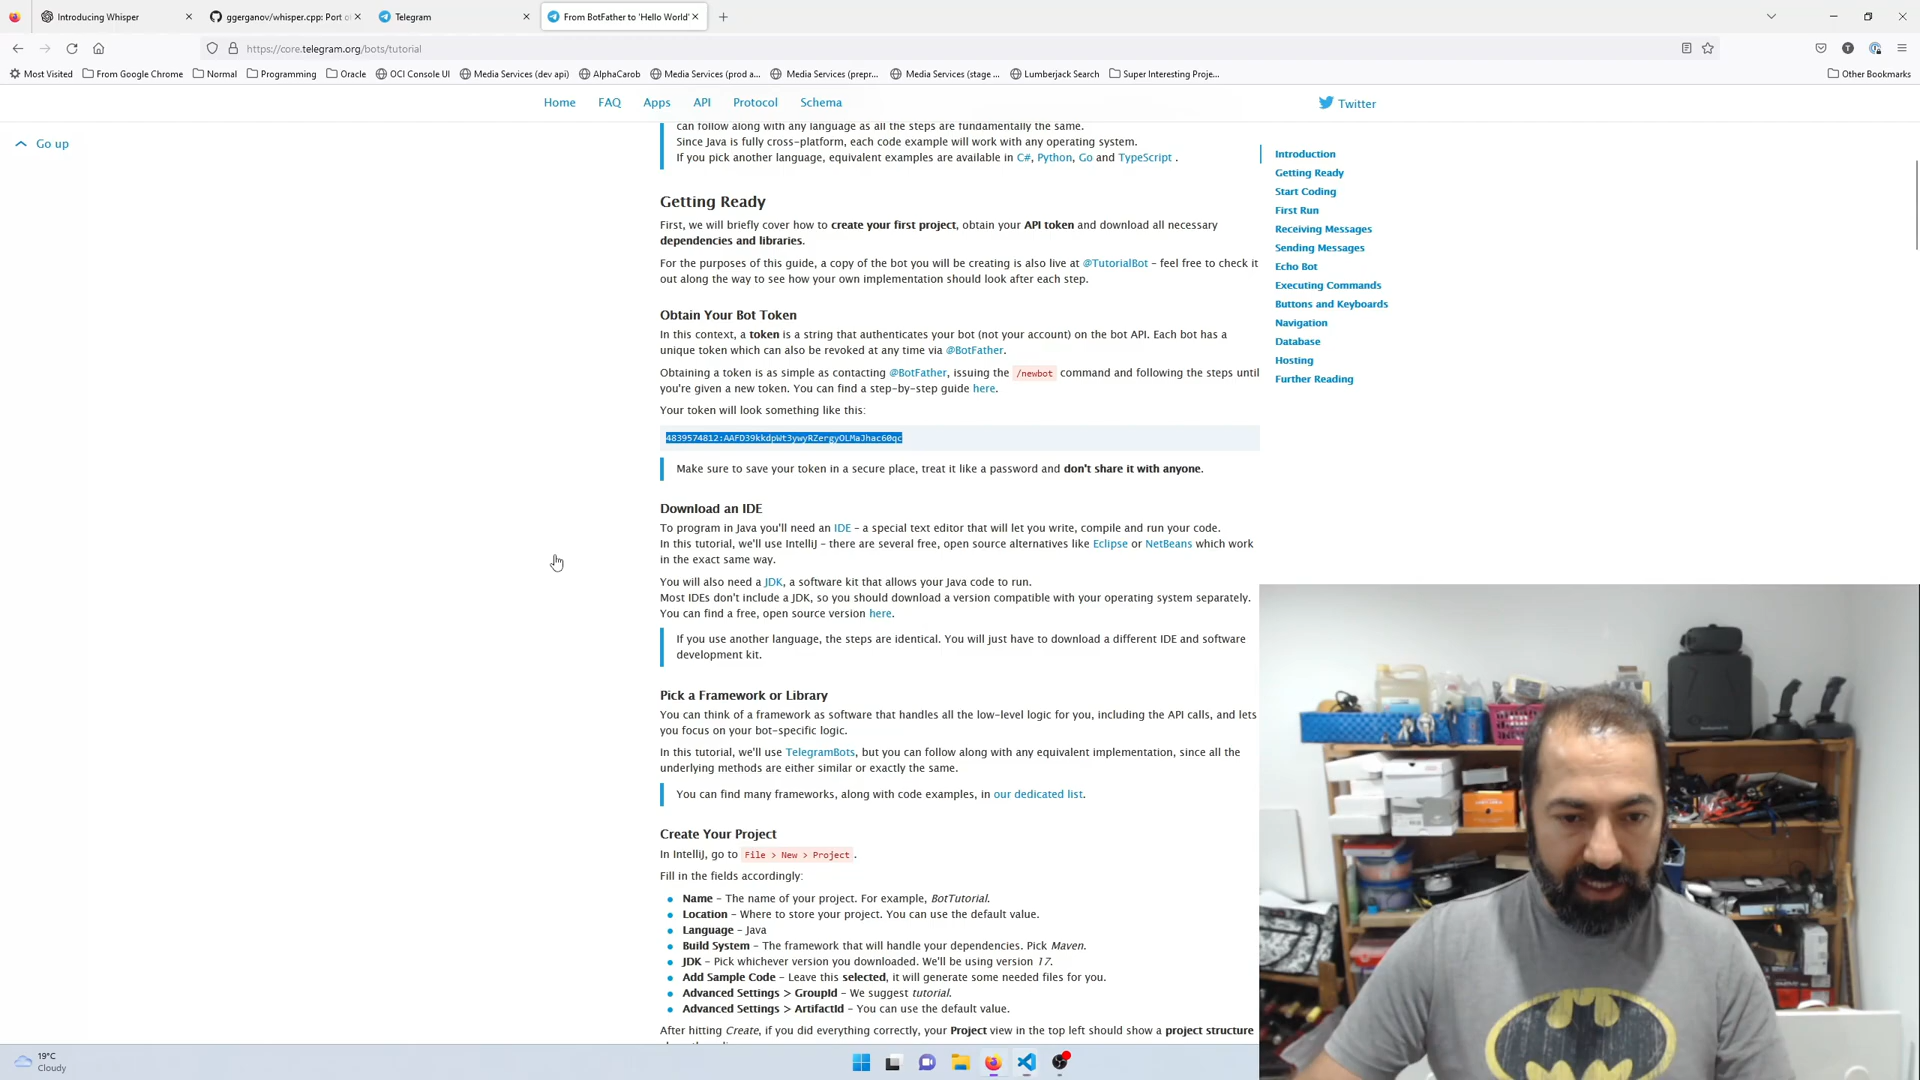 Introducing Whisper
ggerganov/whisper.cpp: Port o
Telegram
From BotFather to 'Hello World'
https://core.telegram.org/bots/tutorial
Most Visited
From Google Chrome
Normal
Programming
Oracle
OCI Console UI
Media Services (dev api)
AlphaCarob
Media Services (prod a...
Media Services (prepr...
Media Services (stage ...
Lumberjack Search
Super Interesting Proje...
Other Bookmarks
Home
FAQ
Apps
API
Protocol
Schema
Twitter
Go up
can follow along with any language as all the steps are fundamentally the same.
Since Java is fully cross-platform, each code example will work with any operating system.
If you pick another language, equivalent examples are available in C#, Python, Go and TypeScript .
Getting Ready
First, we will briefly cover how to create your first project, obtain your API token and download all necessary
dependencies and libraries.
For the purposes of this guide, a copy of the bot you will be creating is also live at @TutorialBot – feel free to check it
out along the way to see how your own implementation should look after each step.
Obtain Your Bot Token
In this context, a token is a string that authenticates your bot (not your account) on the bot API. Each bot has a
unique token which can also be revoked at any time via @BotFather.
Obtaining a token is as simple as contacting @BotFather, issuing the /newbot command and following the steps until
you're given a new token. You can find a step-by-step guide here.
Your token will look something like this:
4839574812:AAFD39kkdpWt3ywyRZergyOLMaJhac60qc
Make sure to save your token in a secure place, treat it like a password and don't share it with anyone.
Download an IDE
To program in Java you'll need an IDE – a special text editor that will let you write, compile and run your code.
In this tutorial, we'll use IntelliJ – there are several free, open source alternatives like Eclipse or NetBeans which work
in the exact same way.
You will also need a JDK, a software kit that allows your Java code to run.
Most IDEs don't include a JDK, so you should download a version compatible with your operating system separately.
You can find a free, open source version here.
If you use another language, the steps are identical. You will just have to download a different IDE and software
development kit.
Pick a Framework or Library
You can think of a framework as software that handles all the low-level logic for you, including the API calls, and lets
you focus on your bot-specific logic.
In this tutorial, we'll use TelegramBots, but you can follow along with any equivalent implementation, since all the
underlying methods are either similar or exactly the same.
You can find many frameworks, along with code examples, in our dedicated list.
Create Your Project
In IntelliJ, go to File > New > Project .
Fill in the fields accordingly:
Name – The name of your project. For example, BotTutorial.
Location – Where to store your project. You can use the default value.
Language – Java
Build System – The framework that will handle your dependencies. Pick Maven.
JDK – Pick whichever version you downloaded. We'll be using version 17.
Add Sample Code – Leave this selected, it will generate some needed files for you.
Advanced Settings > GroupId – We suggest tutorial.
Advanced Settings > ArtifactId – You can use the default value.
After hitting Create, if you did everything correctly, your Project view in the top left should show a project structure
Introduction
Getting Ready
Start Coding
First Run
Receiving Messages
Sending Messages
Echo Bot
Executing Commands
Buttons and Keyboards
Navigation
Database
Hosting
Further Reading
19°C
Cloudy